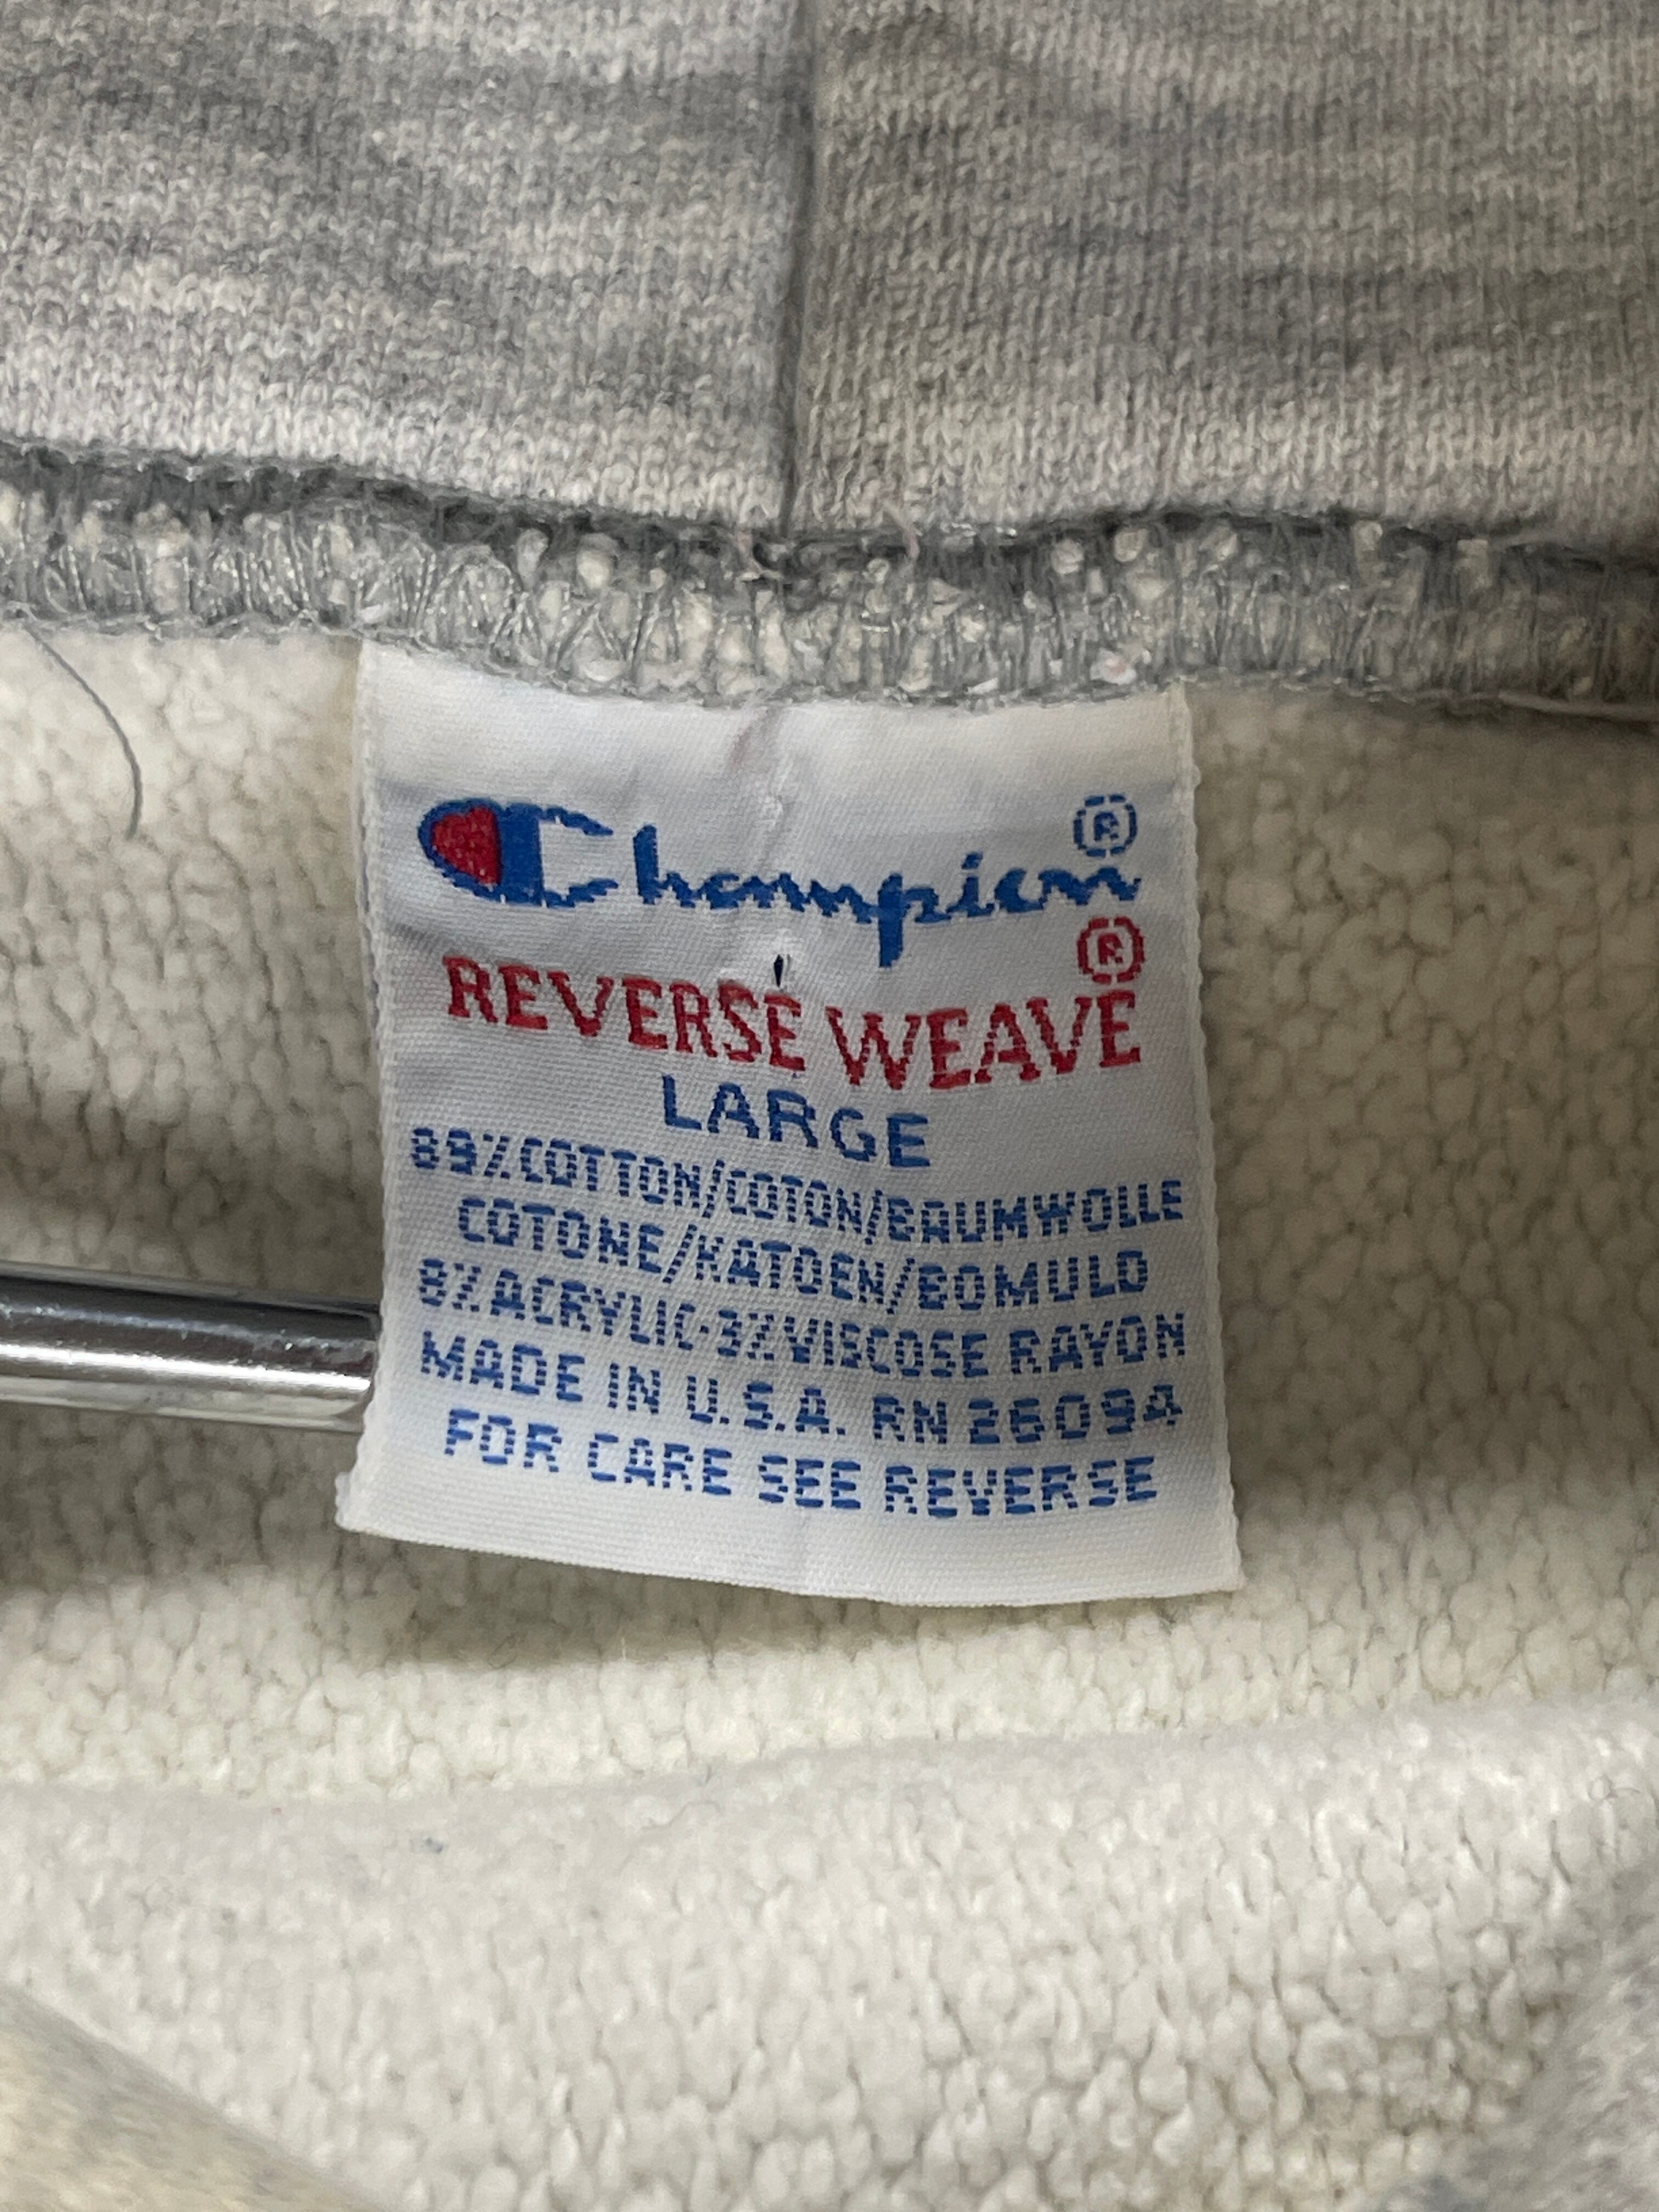 Champion®
REVERSE WEAVE®
LARGE
89%COTTON/COTON/BAUMWOLLE
COTONE/KATOEN/BOMULD
8%ACRYLIC·3%VISCOSE RAYON
MADE IN U.S.A. RN 26094
FOR CARE SEE REVERSE